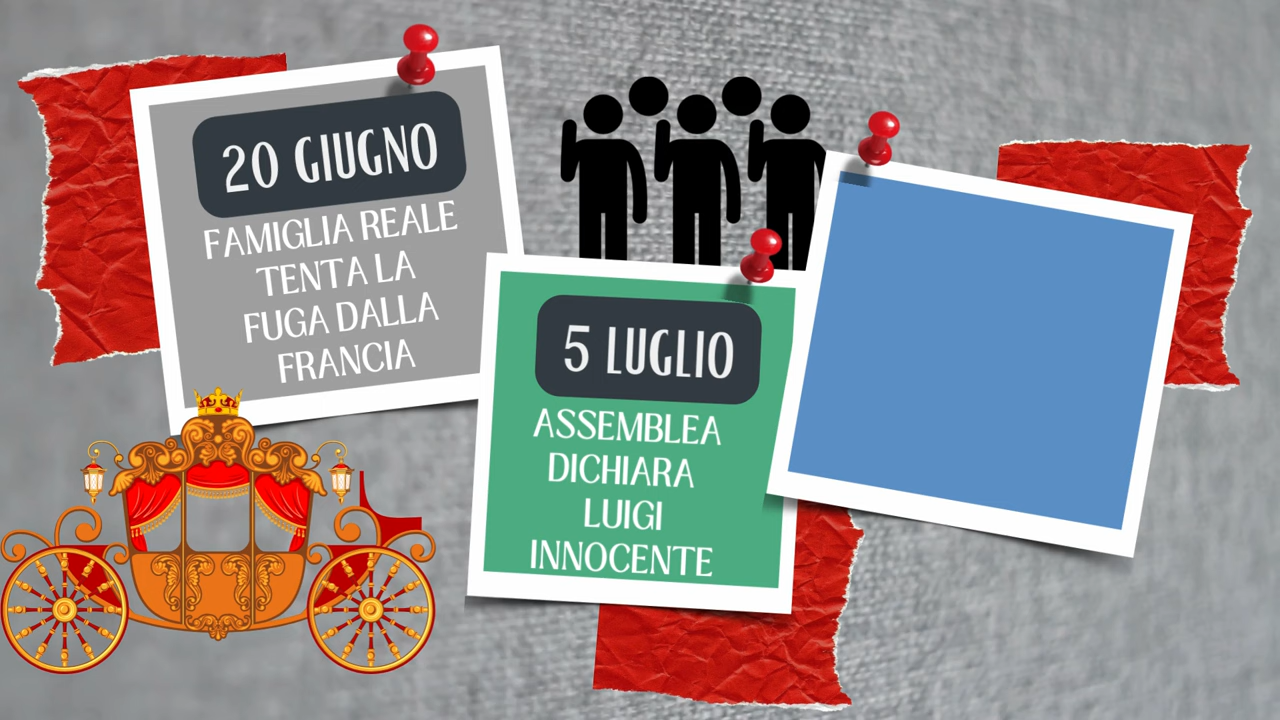 20 GIUGNO
FAMIGLIA REALE
TENTA LA
FUGA DALLA
FRANCIA
5 LUGLIO
ASSEMBLEA
DICHIARA
LUIGI
INNOCENTE